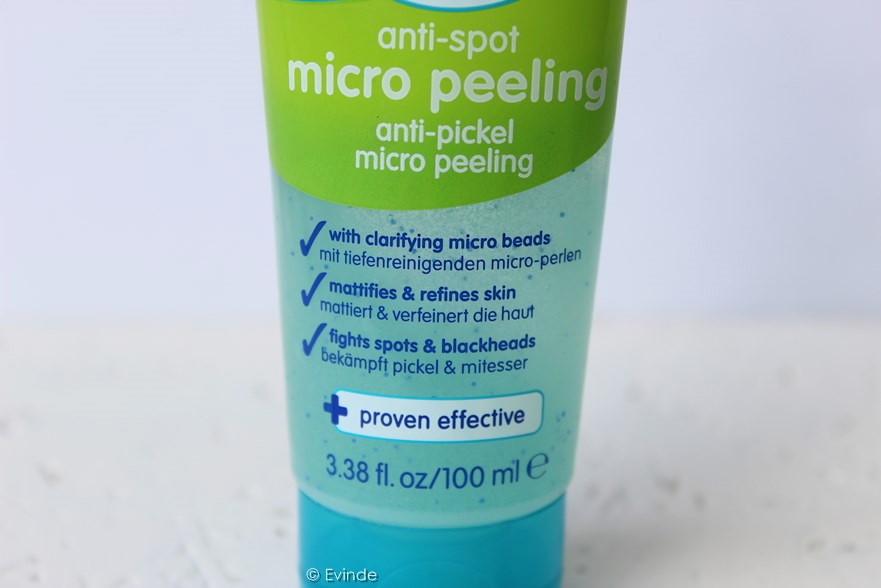 anti-spot
micro peeling
anti-pickel
micro peeling
with clarifying micro beads
mit tiefenreinigenden micro-perlen
mattifies & refines skin
mattiert & verfeinert die haut
fights spots & blackheads
bekämpft pickel & mitesser
+ proven effective
3.38 fl. oz/100 ml ℮
© Evinde